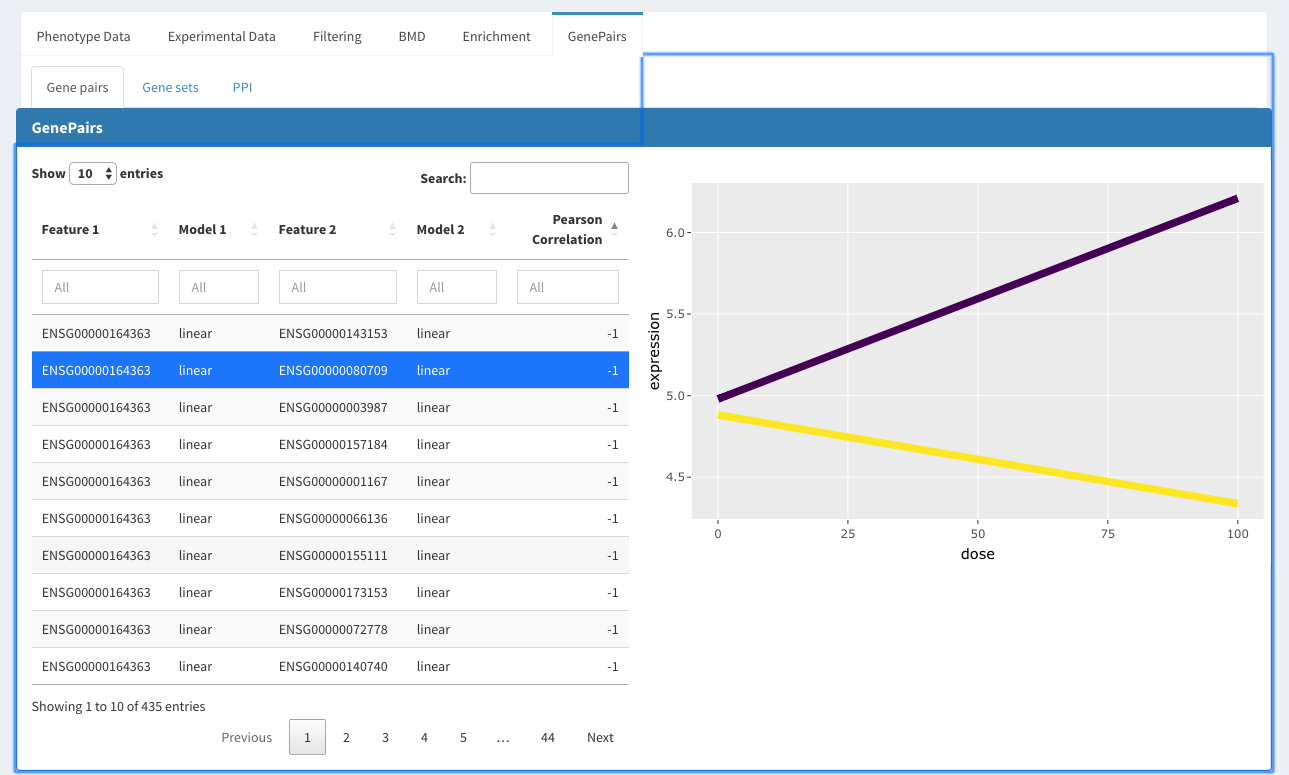 Phenotype Data Experimental Data Filtering BMD Enrichment GenePairs
Gene pairs Gene sets PPI
GenePairs
Show 10 entries
Search:
Feature 1 Model 1 Feature 2 Model 2 Pearson
Correlation
All All All All All
ENSG00000164363 linear ENSG00000143153 linear -1
ENSG00000164363 linear ENSG00000080709 linear -1
ENSG00000164363 linear ENSG00000003987 linear -1
ENSG00000164363 linear ENSG00000157184 linear -1
ENSG00000164363 linear ENSG00000001167 linear -1
ENSG00000164363 linear ENSG00000066136 linear -1
ENSG00000164363 linear ENSG00000155111 linear -1
ENSG00000164363 linear ENSG00000173153 linear -1
ENSG00000164363 linear ENSG00000072778 linear -1
ENSG00000164363 linear ENSG00000140740 linear -1
Showing 1 to 10 of 435 entries
Previous 1 2 3 4 5 … 44 Next
6.0
5.5
5.0
4.5
expression
0 25 50 75 100
dose